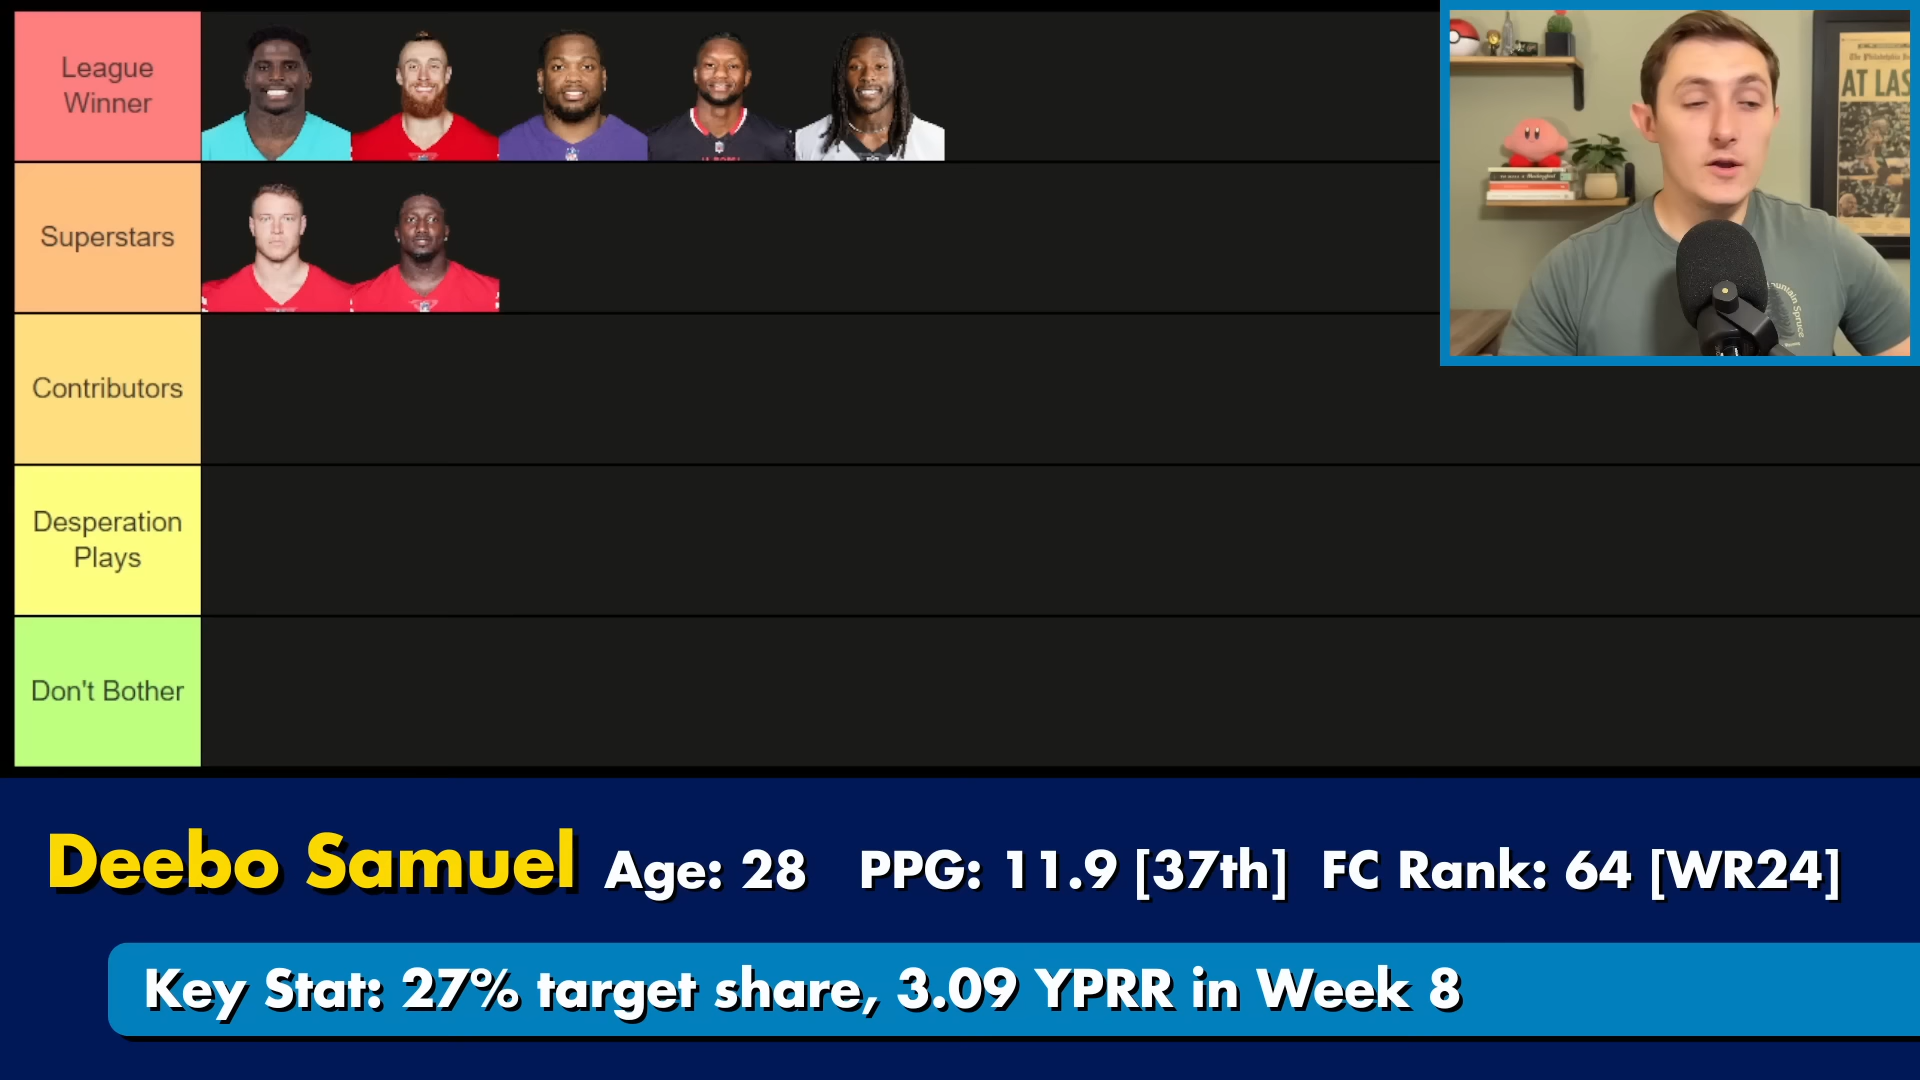 League
Winner
Superstars
Contributors
Desperation
Plays
Don't Bother
AT LAS
Deebo Samuel Age: 28 PPG: 11.9 [37th] FC Rank: 64 [WR24]
Key Stat: 27% target share, 3.09 YPRR in Week 8